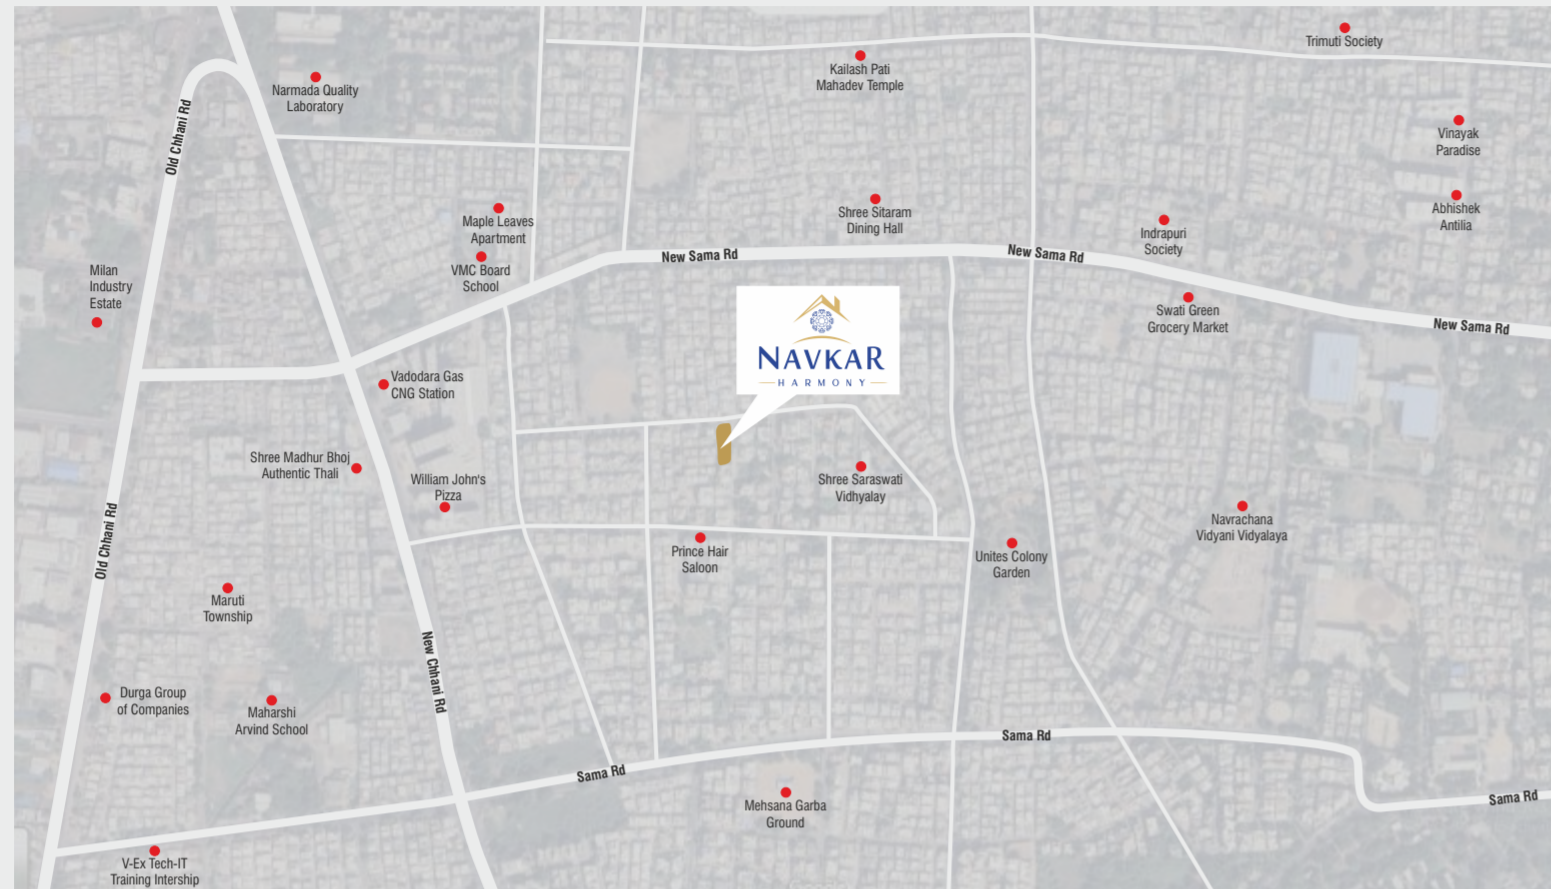 Trimuti Society
Kailash Pati
Mahadev Temple
Narmada Quality
Laboratory
Old Chhani Rd
Vinayak
Paradise
Maple Leaves
Apartment
Shree Sitaram
Dining Hall
Abhishek
Antilia
Indrapuri
Society
VMC Board
School
New Sama Rd
New Sama Rd
Milan
Industry
Estate
Swati Green
Grocery Market
New Sama Rd
NAVKAR
HARMONY
Vadodara Gas
CNG Station
Shree Madhur Bhoj
Authentic Thali
William John's
Pizza
Shree Saraswati
Vidhyalay
Navrachana
Vidyani Vidyalaya
Old Chhani Rd
Prince Hair
Saloon
Unites Colony
Garden
Maruti
Township
New Chhani Rd
Durga Group
of Companies
Maharshi
Arvind School
Sama Rd
Sama Rd
Sama Rd
Mehsana Garba
Ground
V-Ex Tech-IT
Training Intership